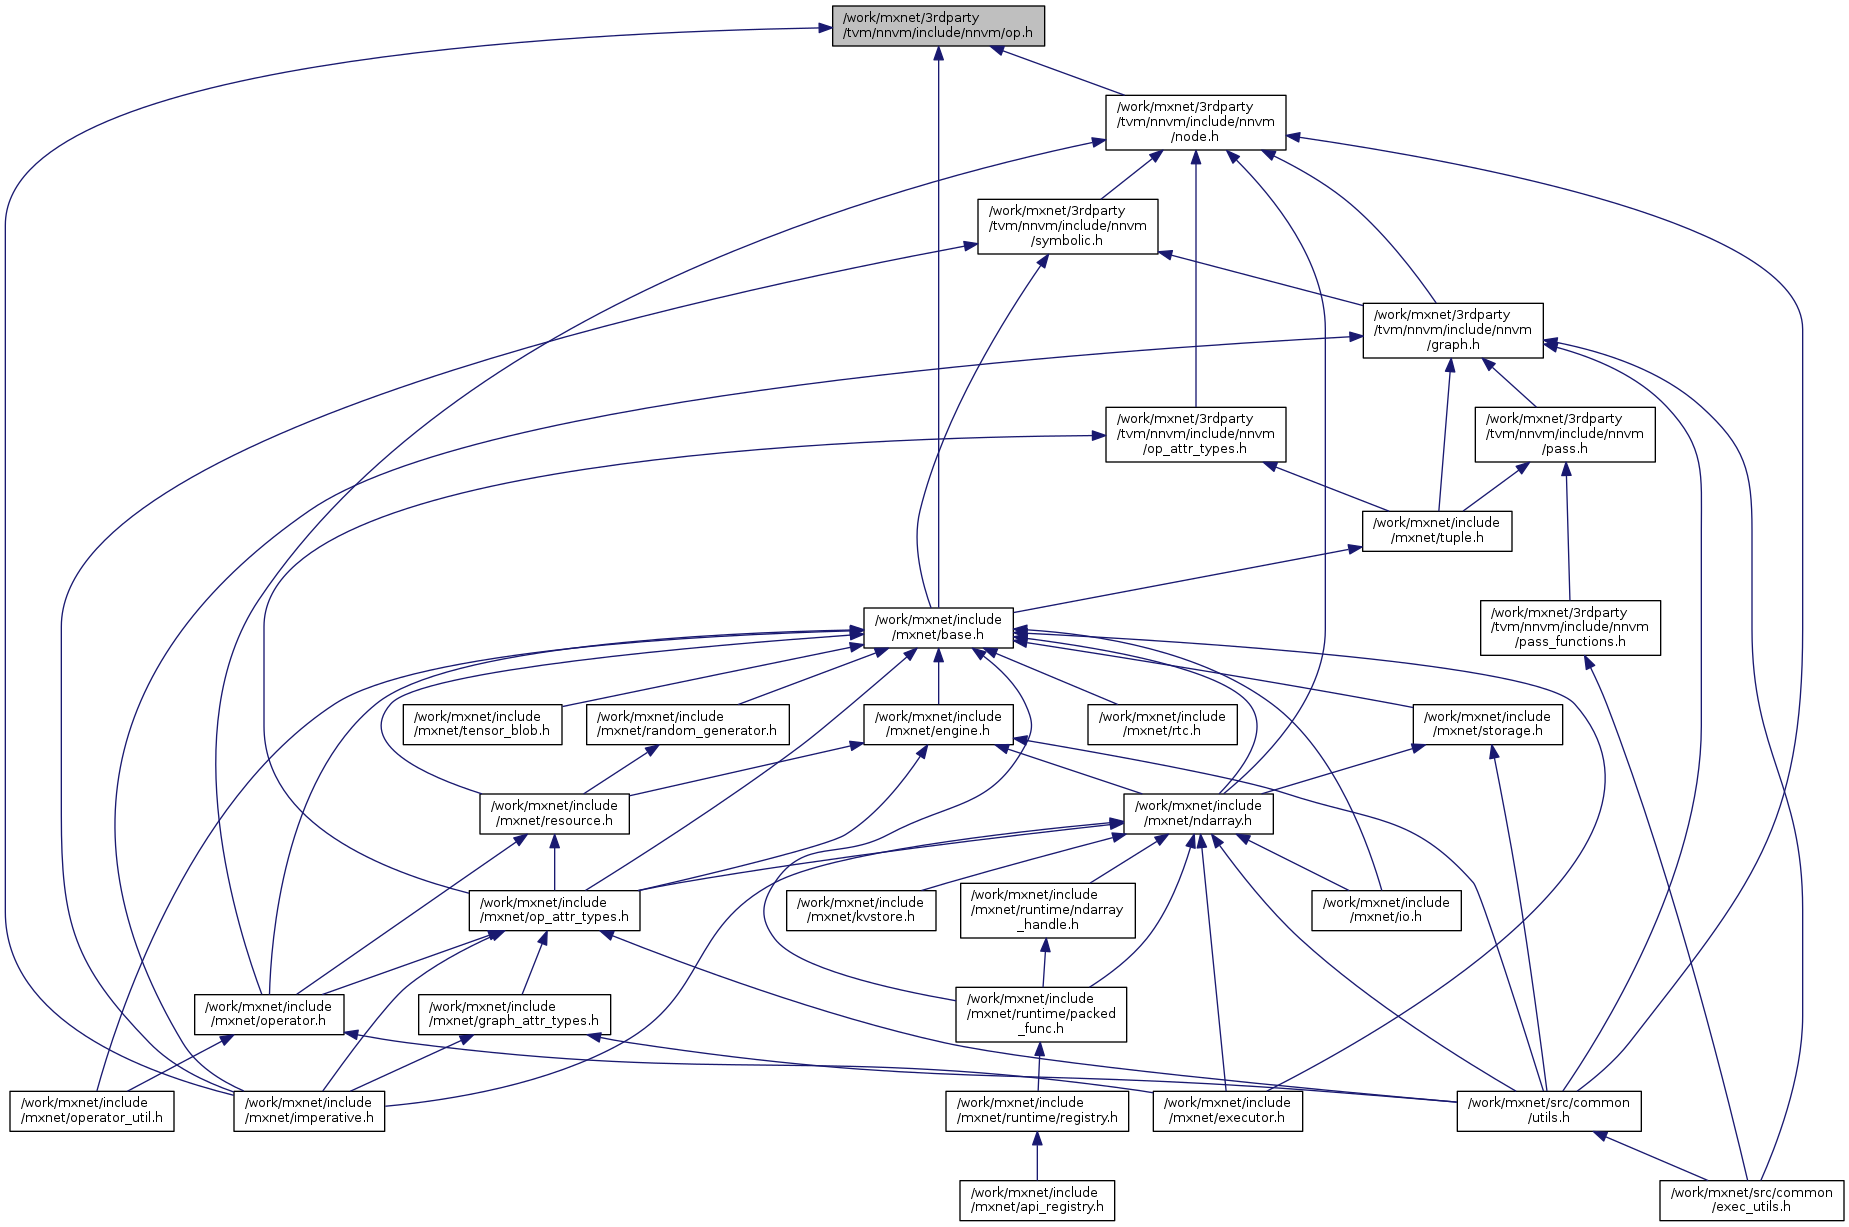 /work/mxnet/3rdparty
/tvm/nnvm/include/nnvm/op.h
/work/mxnet/3rdparty
/tvm/nnvm/include/nnvm
/node.h
/work/mxnet/3rdparty
/tvm/nnvm/include/nnvm
/symbolic.h
/work/mxnet/3rdparty
/tvm/nnvm/include/nnvm
/graph.h
/work/mxnet/3rdparty
/tvm/nnvm/include/nnvm
/op_attr_types.h
/work/mxnet/3rdparty
/tvm/nnvm/include/nnvm
/pass.h
/work/mxnet/include
/mxnet/tuple.h
/work/mxnet/include
/mxnet/base.h
/work/mxnet/3rdparty
/tvm/nnvm/include/nnvm
/pass_functions.h
/work/mxnet/include
/mxnet/tensor_blob.h
/work/mxnet/include
/mxnet/random_generator.h
/work/mxnet/include
/mxnet/engine.h
/work/mxnet/include
/mxnet/rtc.h
/work/mxnet/include
/mxnet/storage.h
/work/mxnet/include
/mxnet/resource.h
/work/mxnet/include
/mxnet/ndarray.h
/work/mxnet/include
/mxnet/op_attr_types.h
/work/mxnet/include
/mxnet/kvstore.h
/work/mxnet/include
/mxnet/runtime/ndarray
_handle.h
/work/mxnet/include
/mxnet/io.h
/work/mxnet/include
/mxnet/operator.h
/work/mxnet/include
/mxnet/graph_attr_types.h
/work/mxnet/include
/mxnet/runtime/packed
_func.h
/work/mxnet/include
/mxnet/operator_util.h
/work/mxnet/include
/mxnet/imperative.h
/work/mxnet/include
/mxnet/runtime/registry.h
/work/mxnet/include
/mxnet/executor.h
/work/mxnet/src/common
/utils.h
/work/mxnet/include
/mxnet/api_registry.h
/work/mxnet/src/common
/exec_utils.h